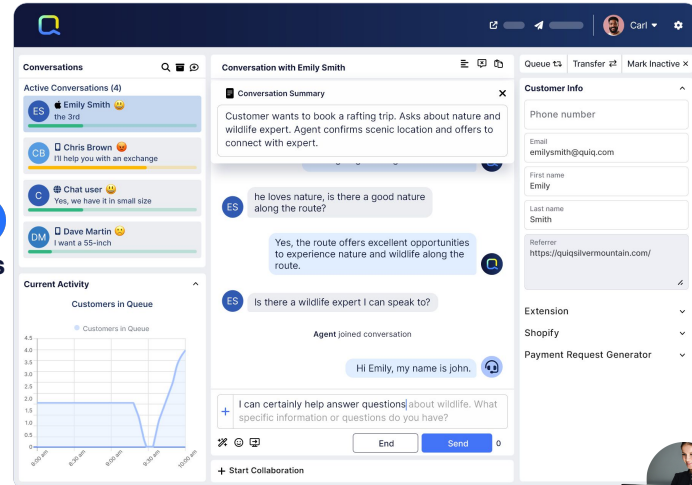 Carl
Conversations
Active Conversations (4)
ES
Emily Smith
the 3rd
CB
Chris Brown
I'll help you with an exchange
C
Chat user
Yes, we have it in small size
DM
Dave Martin
I want a 55-inch
s
Current Activity
Customers in Queue
Customers in Queue
4.5
4.0
3.5
3.0
2.5
2.0
1.5
1.0
0.5
0
9:00 am
9:30 am
10:00 am
Conversation with Emily Smith
Conversation Summary
Customer wants to book a rafting trip. Asks about nature and
wildlife expert. Agent confirms scenic location and offers to
connect with expert.
ES
he loves nature, is there a good nature
along the route?
Yes, the route offers excellent opportunities
to experience nature and wildlife along the
route.
ES
Is there a wildlife expert I can speak to?
Agent joined conversation
Hi Emily, my name is john.
+
I can certainly help answer questions about wildlife. What
specific information or questions do you have?
End
Send
0
+ Start Collaboration
Queue
Transfer
Mark Inactive ×
Customer Info
Phone number
Email
emilysmith@quiq.com
First name
Emily
Last name
Smith
Referrer
https://quiqsilvermountain.com/
Extension
Shopify
Payment Request Generator